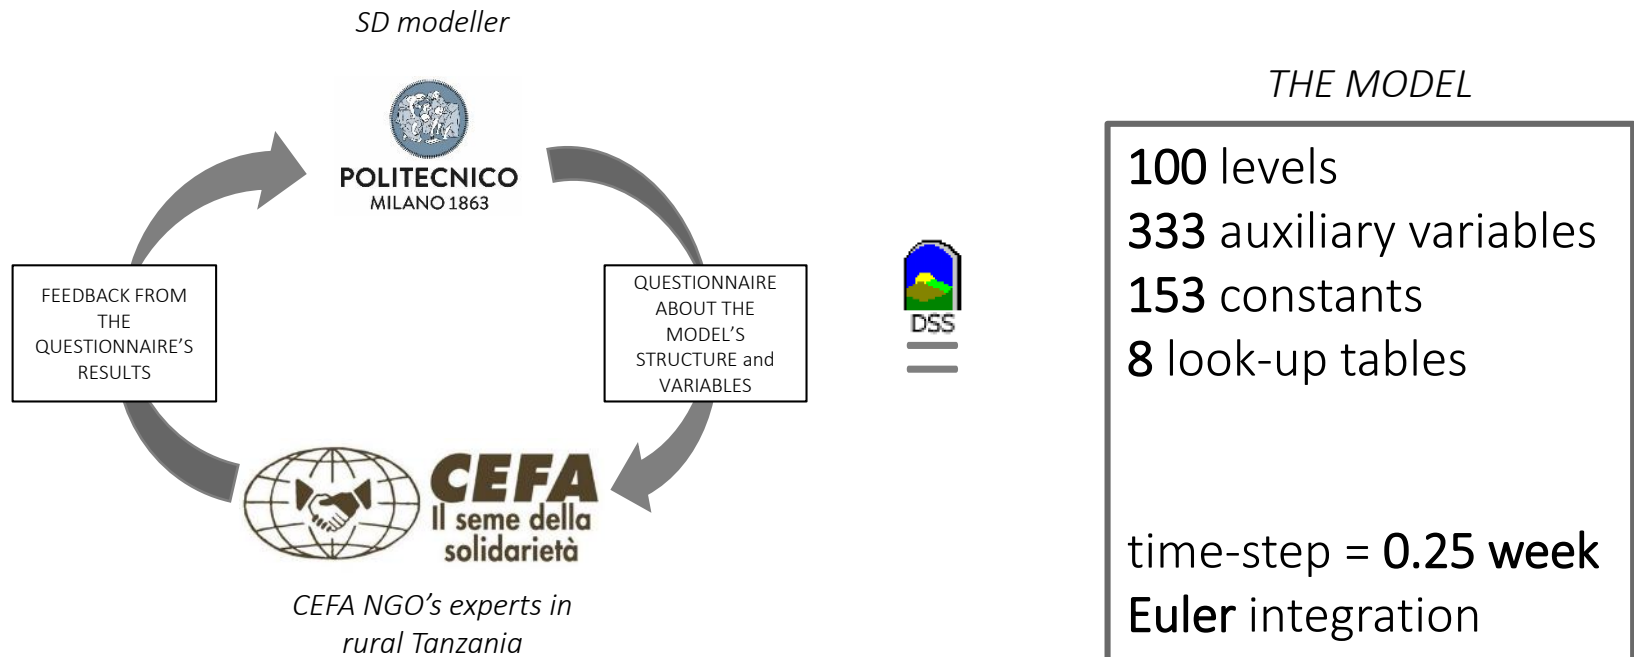 SD modeller
POLITECNICO
MILANO 1863
FEEDBACK FROM
THE
QUESTIONNAIRE'S
RESULTS
QUESTIONNAIRE
ABOUT THE
MODEL'S
STRUCTURE and
VARIABLES
CEFA
Il seme della
solidarietà
CEFA NGO's experts in
rural Tanzania
DSS
THE MODEL
100 levels
333 auxiliary variables
153 constants
8 look-up tables
time-step = 0.25 week
Euler integration